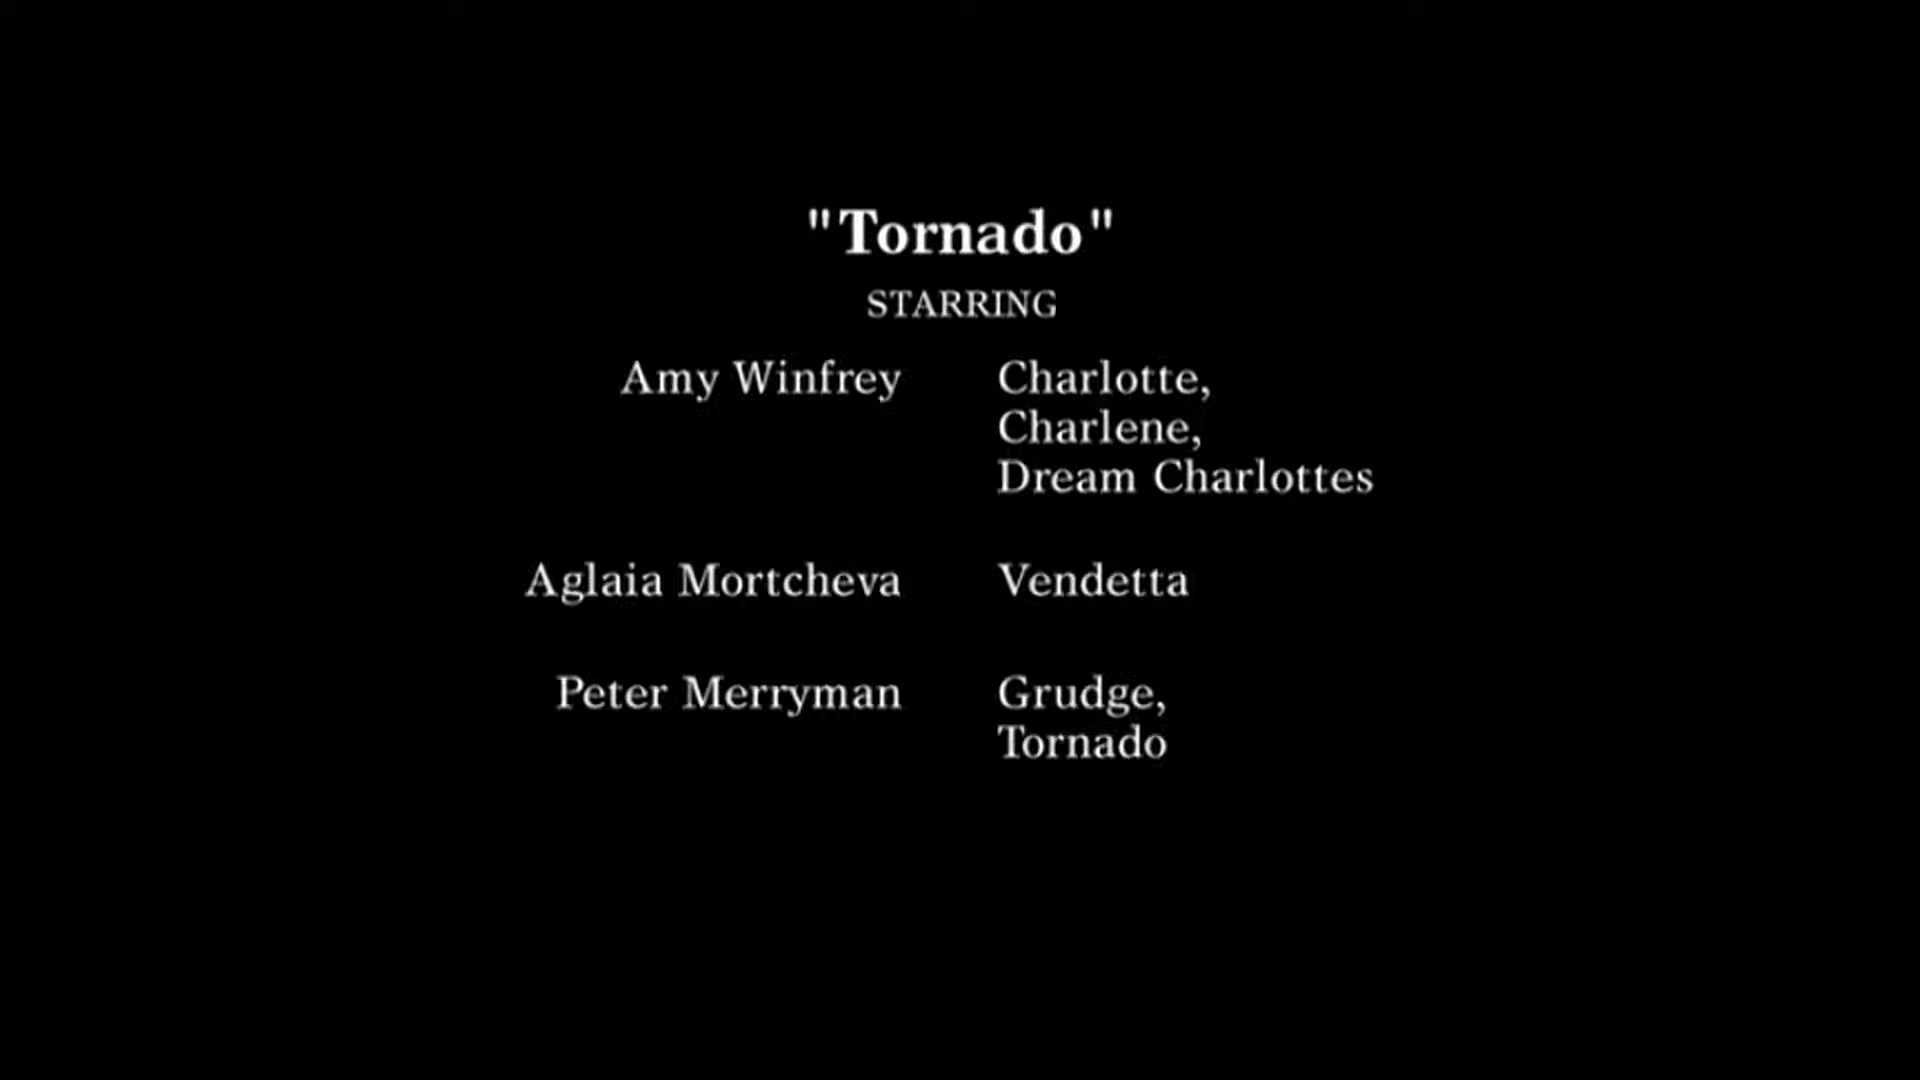 "Tornado"
STARRING
Amy Winfrey Charlotte,
Charlene,
Dream Charlottes
Aglaia Mortcheva Vendetta
Peter Merryman Grudge,
Tornado